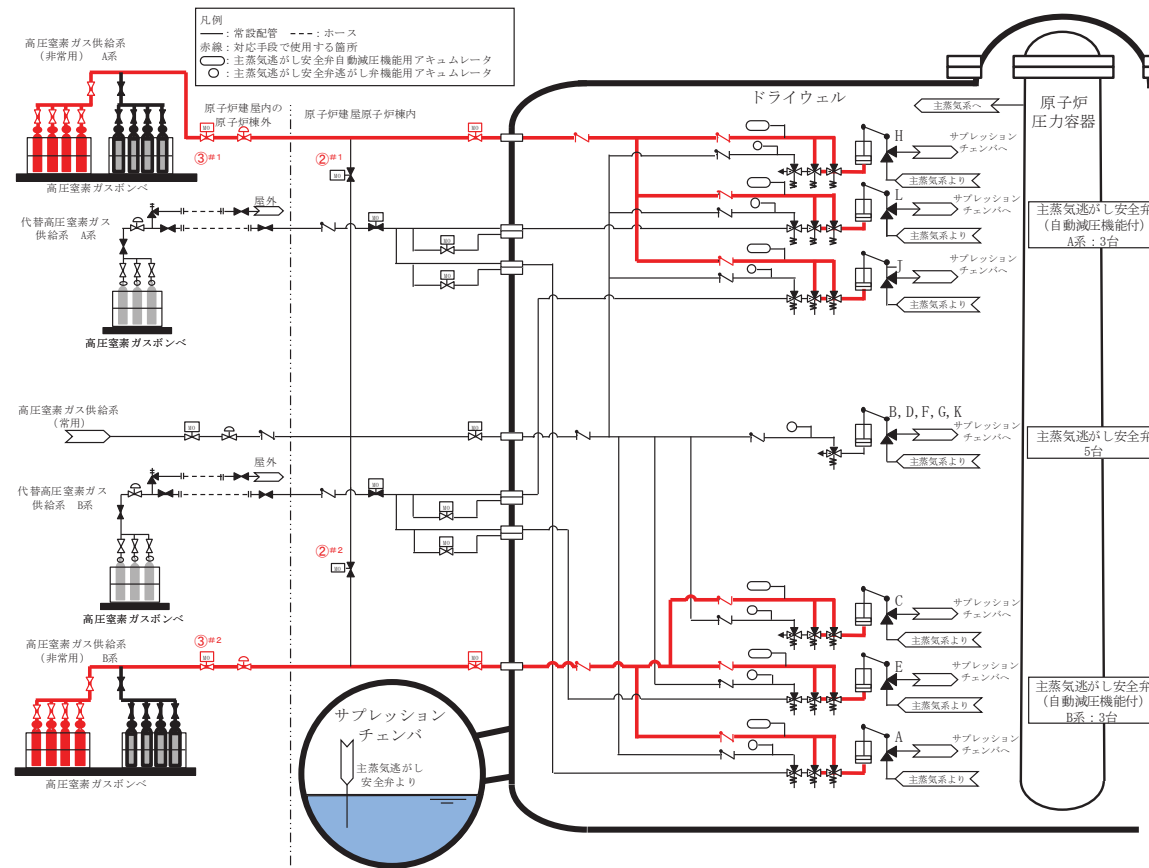 凡例
――：常設配管 ----：ホース
赤線：対応手段で使用する箇所
：主蒸気逃がし安全弁自動減圧機能用アキュムレータ
：主蒸気逃がし安全弁逃がし弁機能用アキュムレータ
高圧窒素ガス供給系
（非常用） A系
高圧窒素ガスボンベ
原子炉建屋内の
原子炉棟外
原子炉建屋原子炉棟内
MO
③#1
②#1
MO
MO
屋外
代替高圧窒素ガス
供給系 A系
高圧窒素ガスボンベ
MO
MO
MO
高圧窒素ガス供給系
（常用）
MO
MO
屋外
代替高圧窒素ガス
供給系 B系
高圧窒素ガスボンベ
MO
MO
MO
②#2
MO
高圧窒素ガス供給系
（非常用） B系
③#2
MO
MO
高圧窒素ガスボンベ
サプレッション
チェンバ
主蒸気逃がし
安全弁より
ドライウェル
主蒸気系へ
原子炉
圧力容器
H
サプレッション
チェンバへ
主蒸気系より
L
サプレッション
チェンバへ
主蒸気系より
J
サプレッション
チェンバへ
主蒸気系より
主蒸気逃がし安全弁
（自動減圧機能付）
A系：3台
B, D, F, G, K
サプレッション
チェンバへ
主蒸気系より
主蒸気逃がし安全弁
5台
C
サプレッション
チェンバへ
主蒸気系より
E
サプレッション
チェンバへ
主蒸気系より
A
サプレッション
チェンバへ
主蒸気系より
主蒸気逃がし安全弁
（自動減圧機能付）
B系：3台